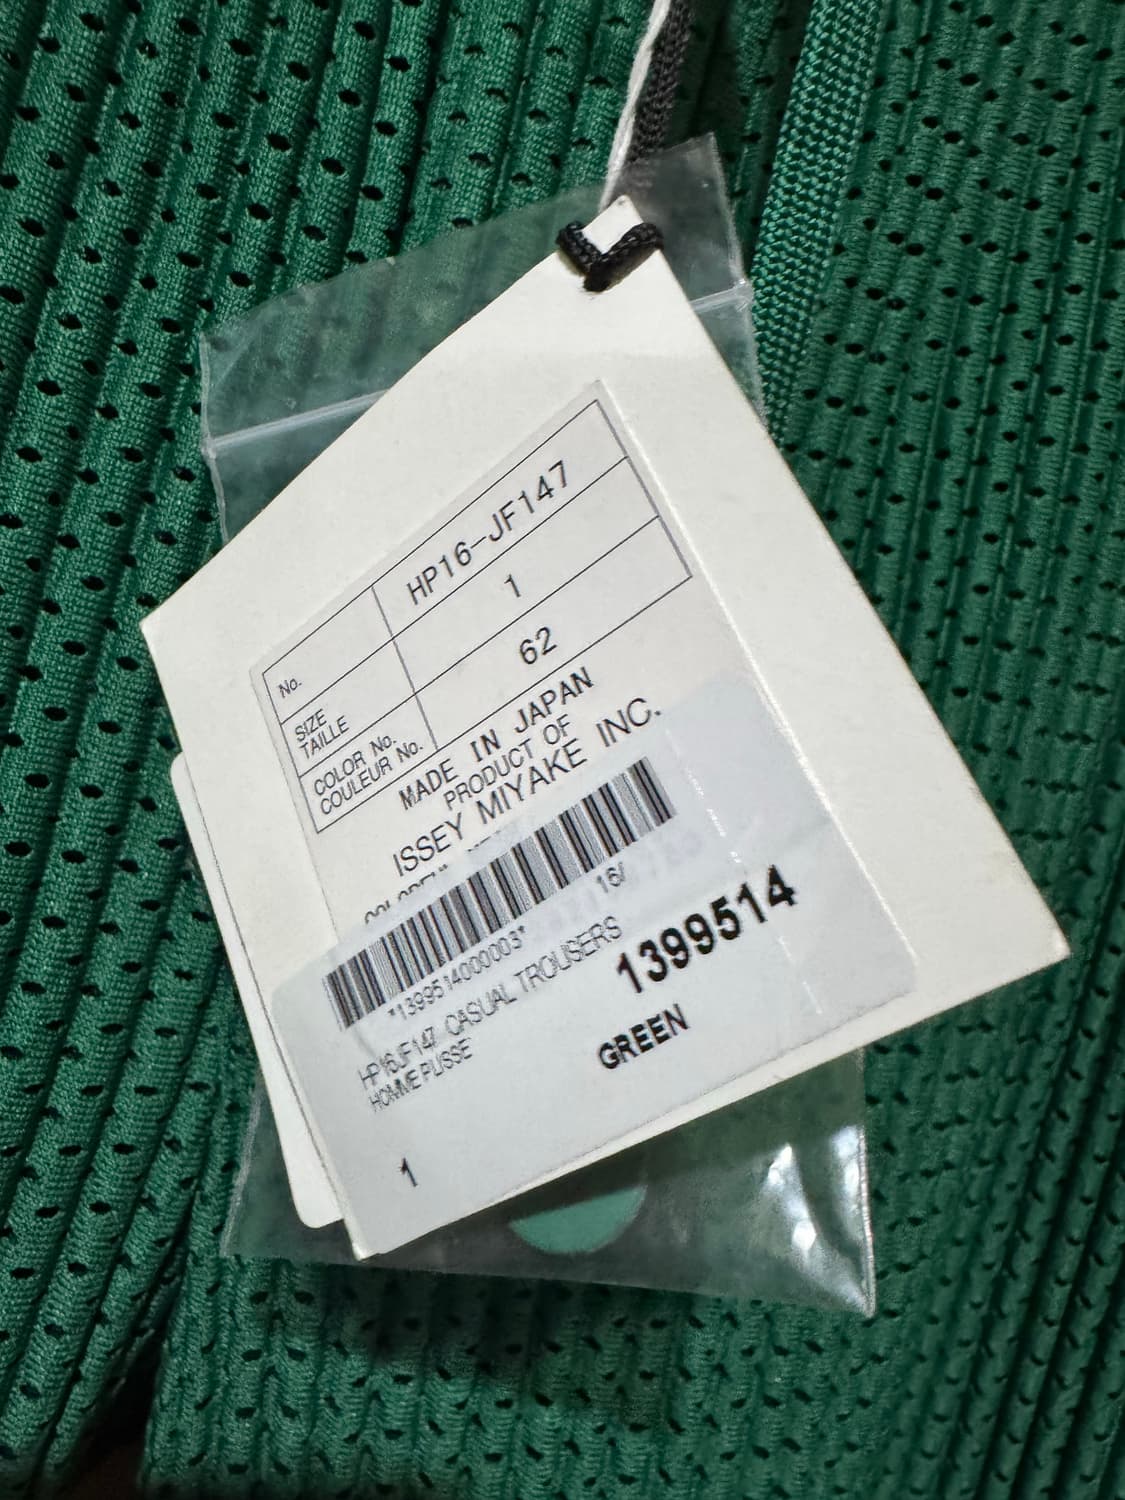 No. HP16-JF147
SIZE
TAILLE 1
COLOR No.
COULEUR No. 62
MADE IN JAPAN
PRODUCT OF
ISSEY MIYAKE INC.
16/
*1399514000003*
1399514
HP16JF147 CASUAL TROUSERS
HOMME PLISSE
GREEN
1